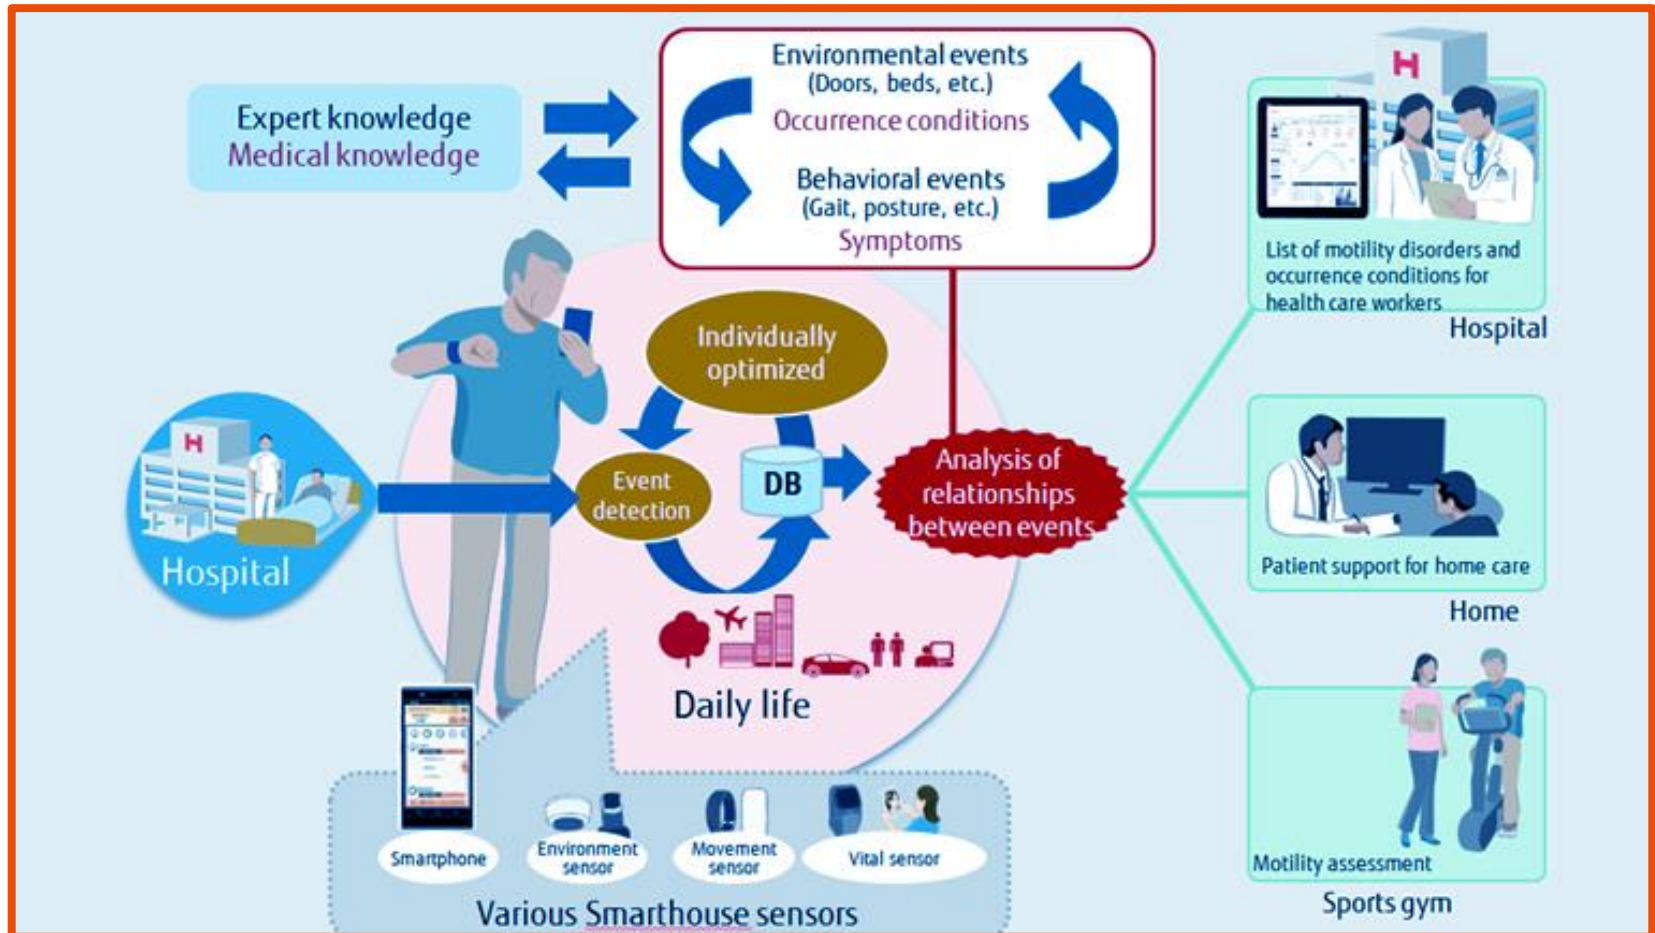 Expert knowledge
Medical knowledge
Environmental events
(Doors, beds, etc.)
Occurrence conditions
Behavioral events
(Gait, posture, etc.)
Symptoms
H
List of motility disorders and
occurrence conditions for
health care workers
Hospital
Individually
optimized
H
Hospital
Event
detection
DB
Analysis of
relationships
between events
Patient support for home care
Home
Daily life
Smartphone
Environment
sensor
Movement
sensor
Vital sensor
Various Smarthouse sensors
Motility assessment
Sports gym